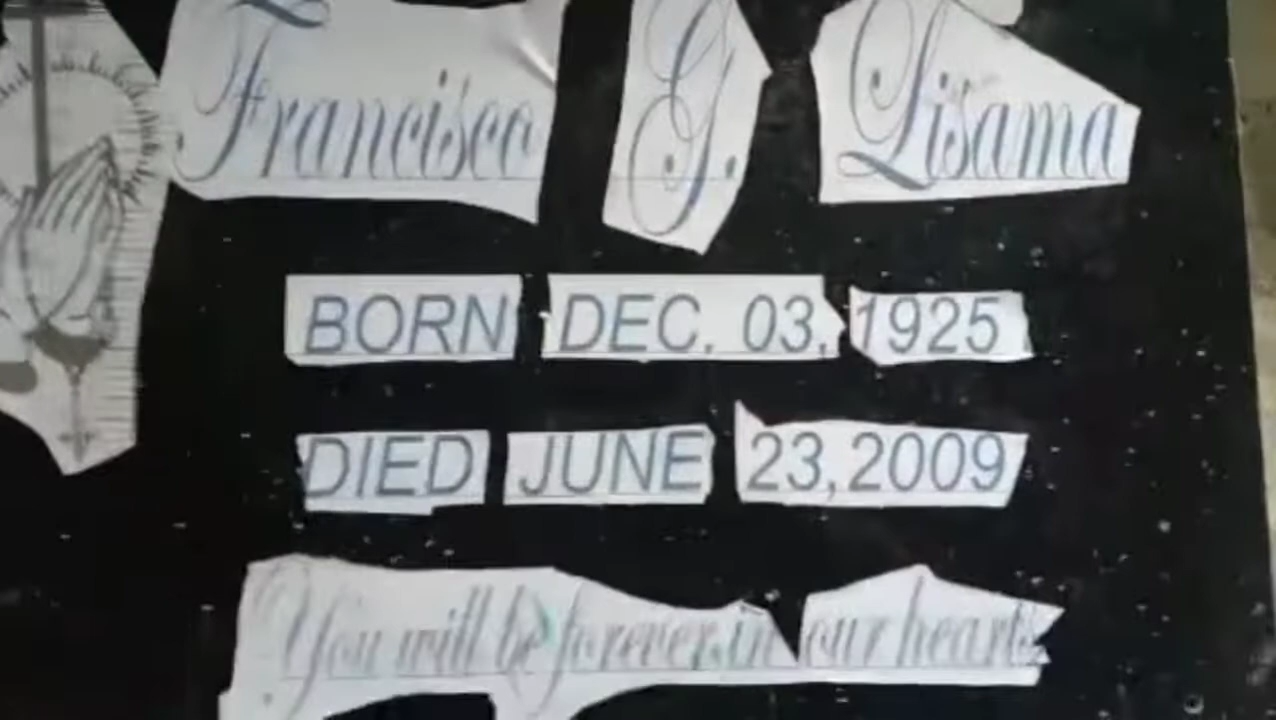 Francisco G. Lisama
BORN DEC. 03, 1925
DIED JUNE 23, 2009
You will be forever in our hearts